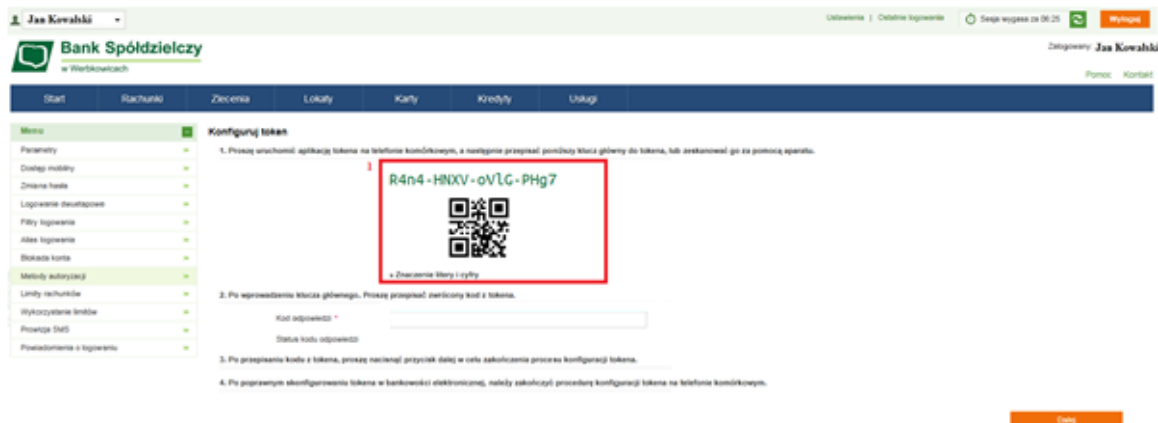 Jan Kowalski
Ustawienia | Ostatnie logowania
Sesja wygasa za 06:25
Wyloguj
Bank Spółdzielczy
w Werbkowicach
Zalogowany: Jan Kowalski
Pomoc Kontakt
Start Rachunki Zlecenia Lokaty Karty Kredyty Usługi
Menu
Parametry
Dostęp mobilny
Zmiana hasła
Logowanie dwuetapowe
Filtry logowania
Alias logowania
Blokada konta
Metody autoryzacji
Limity rachunków
Wykorzystanie limitów
Prowizja SMS
Powiadomienia o logowaniu
Konfiguruj token
1. Proszę uruchomić aplikację tokena na telefonie komórkowym, a następnie przepisać poniższy klucz główny do tokena, lub zeskanować go za pomocą aparatu.
1
R4n4-HNXV-oVlG-PHg7
» Znaczenie litery i cyfry
2. Po wprowadzeniu klucza głównego. Proszę przepisać zwrócony kod z tokena.
Kod odpowiedzi *
Status kodu odpowiedzi
3. Po przepisaniu kodu z tokena, proszę nacisnąć przycisk dalej w celu zakończenia procesu konfiguracji tokena.
4. Po poprawnym skonfigurowaniu tokena w bankowości elektronicznej, należy zakończyć procedurę konfiguracji tokena na telefonie komórkowym.
Dalej